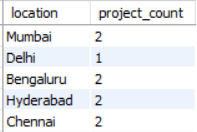 location project_count
Mumbai 2
Delhi 1
Bengaluru 2
Hyderabad 2
Chennai 2